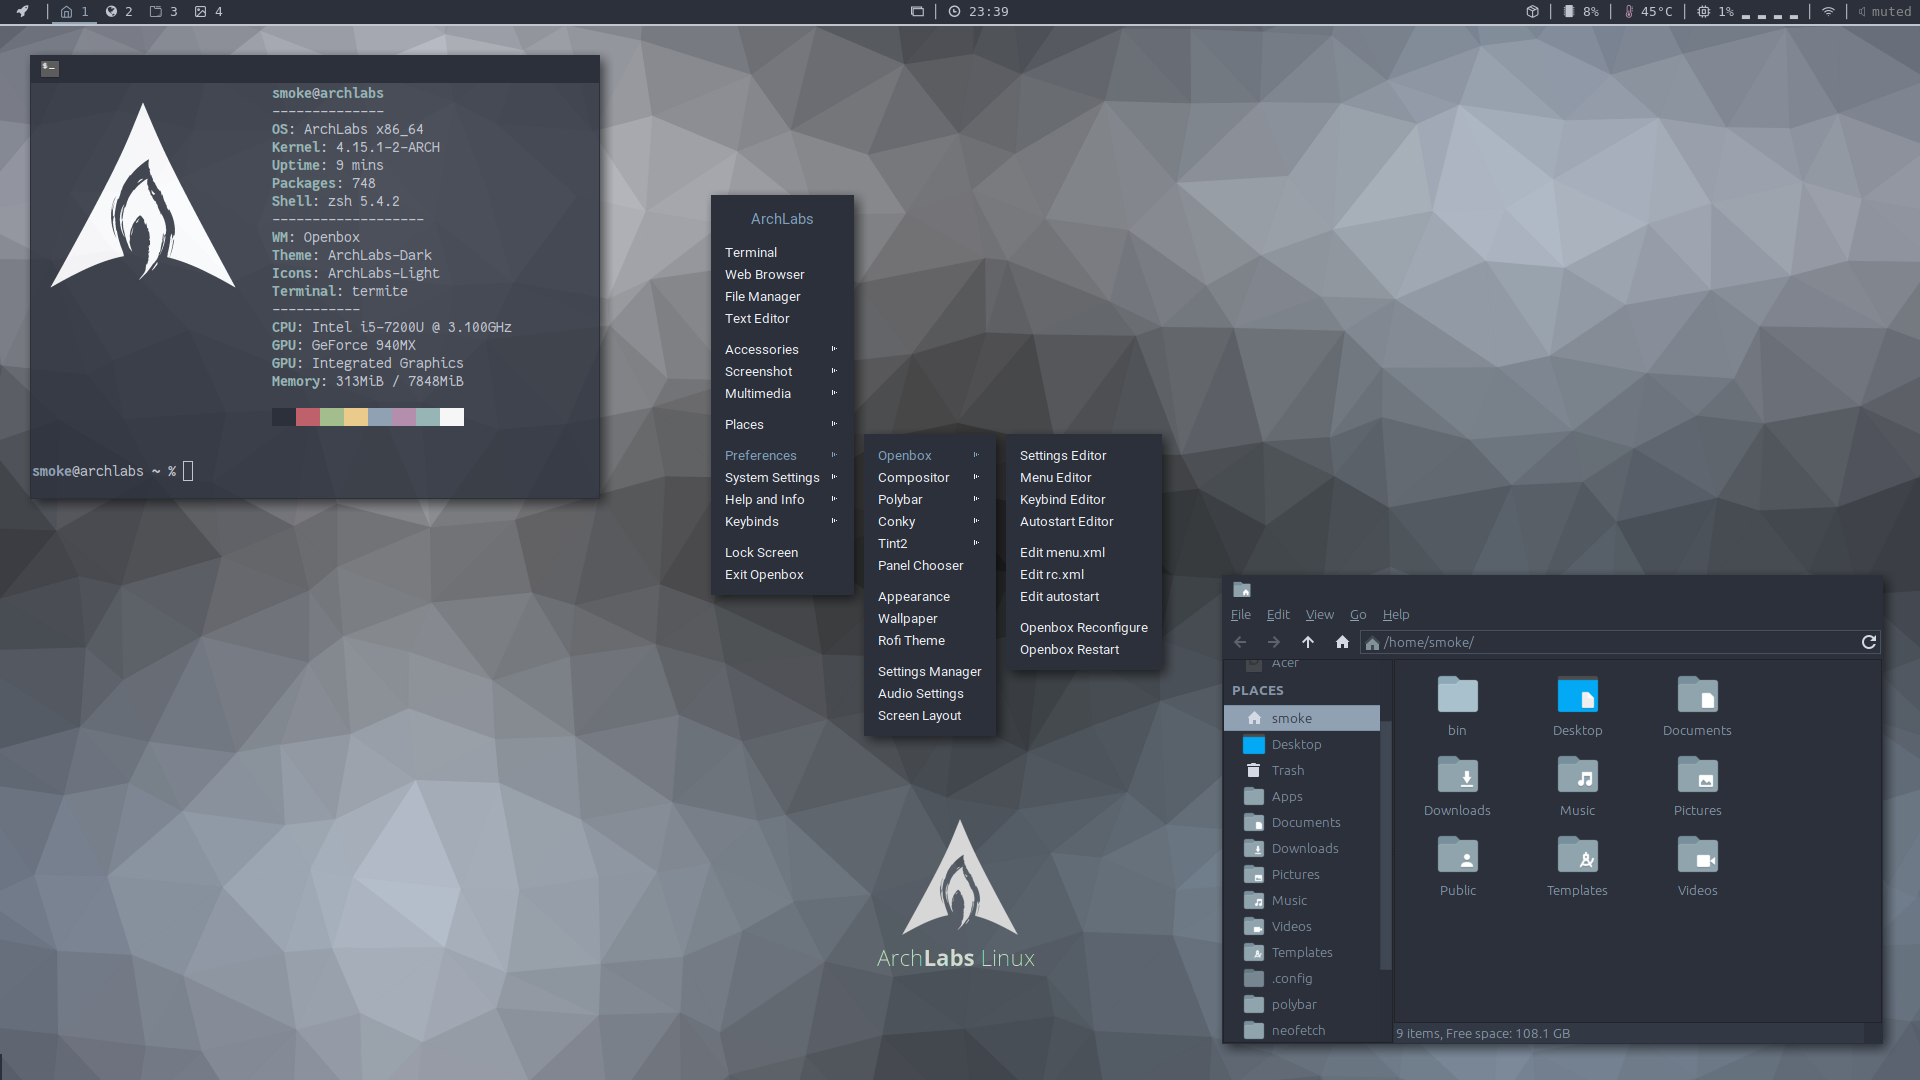 1 2 3 4
23:39
8% 45°C 1% muted
smoke@archlabs
--------------
OS: ArchLabs x86_64
Kernel: 4.15.1-2-ARCH
Uptime: 9 mins
Packages: 748
Shell: zsh 5.4.2
-------------------
WM: Openbox
Theme: ArchLabs-Dark
Icons: ArchLabs-Light
Terminal: termite
-----------
CPU: Intel i5-7200U @ 3.100GHz
GPU: GeForce 940MX
GPU: Integrated Graphics
Memory: 313MiB / 7848MiB
smoke@archlabs ~ %
ArchLabs
Terminal
Web Browser
File Manager
Text Editor
Accessories
Screenshot
Multimedia
Places
Preferences
System Settings
Help and Info
Keybinds
Lock Screen
Exit Openbox
Openbox
Compositor
Polybar
Conky
Tint2
Panel Chooser
Appearance
Wallpaper
Rofi Theme
Settings Manager
Audio Settings
Screen Layout
Settings Editor
Menu Editor
Keybind Editor
Autostart Editor
Edit menu.xml
Edit rc.xml
Edit autostart
Openbox Reconfigure
Openbox Restart
File Edit View Go Help
/home/smoke/
Acer
PLACES
smoke
Desktop
Trash
Apps
Documents
Downloads
Pictures
Music
Videos
Templates
.config
polybar
neofetch
bin Desktop Documents
Downloads Music Pictures
Public Templates Videos
9 items, Free space: 108.1 GB
ArchLabs Linux